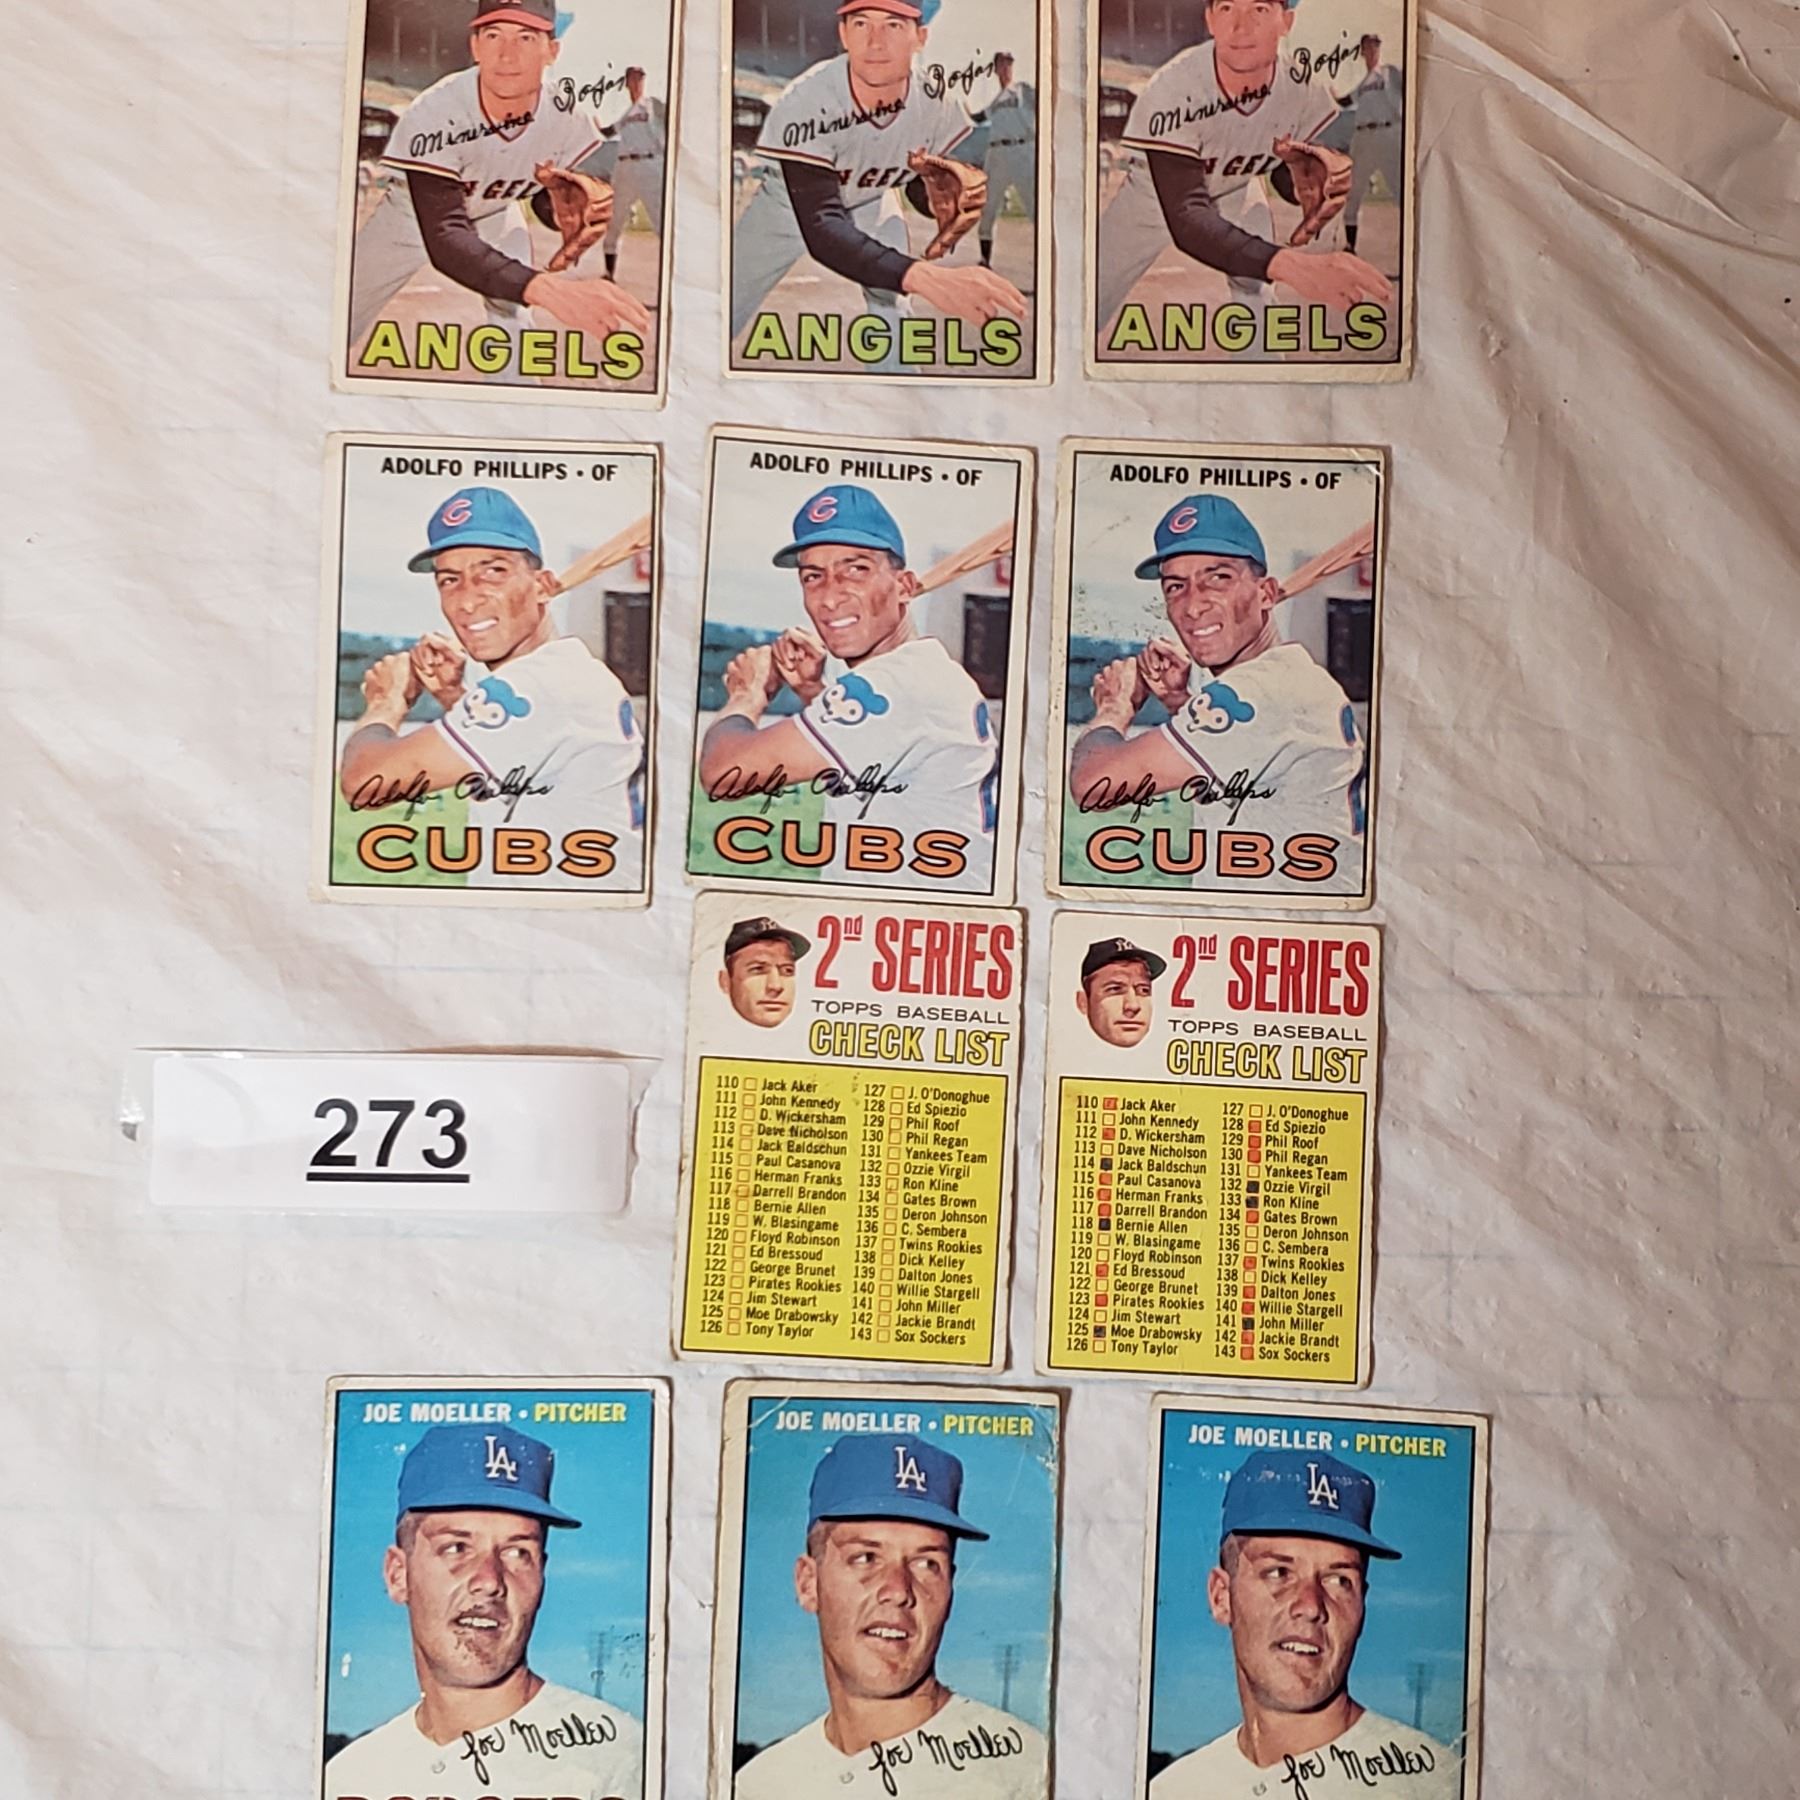 Minervino Rojas
Minervino Rojas
Minervino Rojas
NGEL
NGEL
NGEL
ANGELS
ANGELS
ANGELS
ADOLFO PHILLIPS • OF
ADOLFO PHILLIPS • OF
ADOLFO PHILLIPS • OF
C
C
C
Adolfo Phillips
Adolfo Phillips
Adolfo Phillips
CUBS
CUBS
CUBS
2nd SERIES
TOPPS BASEBALL
CHECK LIST
110 Jack Aker
111 John Kennedy
112 D. Wickersham
113 Dave Nicholson
114 Jack Baldschun
115 Paul Casanova
116 Herman Franks
117 Darrell Brandon
118 Bernie Allen
119 W. Blasingame
120 Floyd Robinson
121 Ed Bressoud
122 George Brunet
123 Pirates Rookies
124 Jim Stewart
125 Moe Drabowsky
126 Tony Taylor
127 J. O'Donoghue
128 Ed Spiezio
129 Phil Roof
130 Phil Regan
131 Yankees Team
132 Ozzie Virgil
133 Ron Kline
134 Gates Brown
135 Deron Johnson
136 C. Sembera
137 Twins Rookies
138 Dick Kelley
139 Dalton Jones
140 Willie Stargell
141 John Miller
142 Jackie Brandt
143 Sox Sockers
2nd SERIES
TOPPS BASEBALL
CHECK LIST
110 Jack Aker
111 John Kennedy
112 D. Wickersham
113 Dave Nicholson
114 Jack Baldschun
115 Paul Casanova
116 Herman Franks
117 Darrell Brandon
118 Bernie Allen
119 W. Blasingame
120 Floyd Robinson
121 Ed Bressoud
122 George Brunet
123 Pirates Rookies
124 Jim Stewart
125 Moe Drabowsky
126 Tony Taylor
127 J. O'Donoghue
128 Ed Spiezio
129 Phil Roof
130 Phil Regan
131 Yankees Team
132 Ozzie Virgil
133 Ron Kline
134 Gates Brown
135 Deron Johnson
136 C. Sembera
137 Twins Rookies
138 Dick Kelley
139 Dalton Jones
140 Willie Stargell
141 John Miller
142 Jackie Brandt
143 Sox Sockers
273
JOE MOELLER • PITCHER
JOE MOELLER • PITCHER
JOE MOELLER • PITCHER
LA
LA
LA
Joe Moeller
Joe Moeller
Joe Moeller